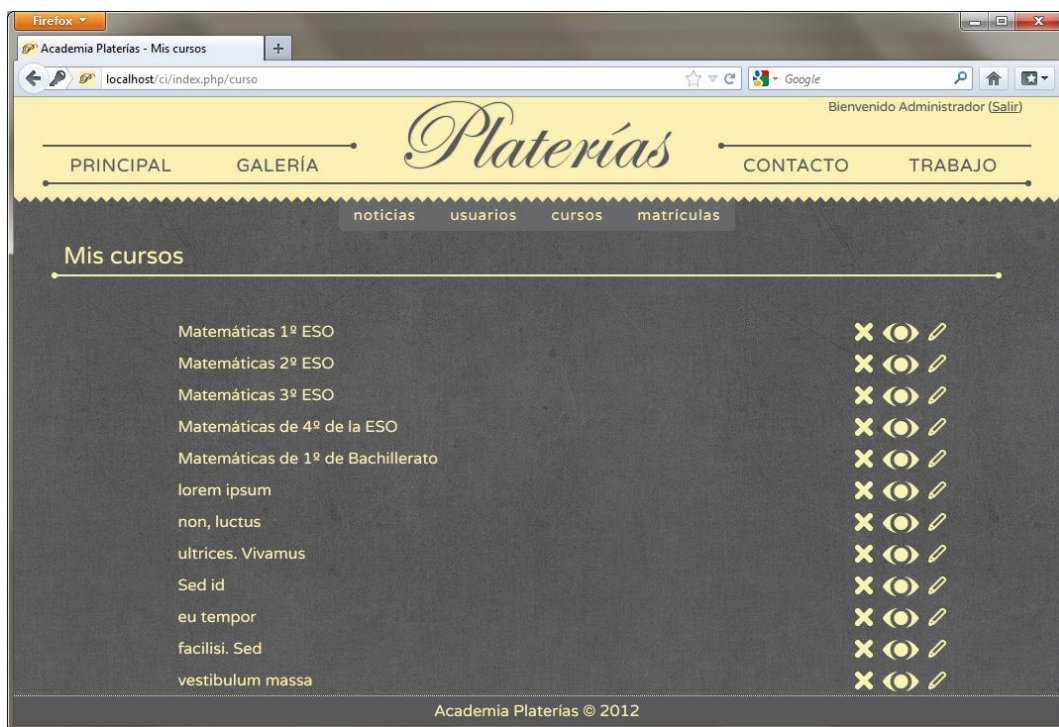 Firefox
Academia Platerías - Mis cursos
localhost/ci/index.php/curso
Google
Bienvenido Administrador (Salir)
Platerías
PRINCIPAL GALERÍA CONTACTO TRABAJO
noticias usuarios cursos matrículas
Mis cursos
Matemáticas 1º ESO
Matemáticas 2º ESO
Matemáticas 3º ESO
Matemáticas de 4º de la ESO
Matemáticas de 1º de Bachillerato
lorem ipsum
non, luctus
ultrices. Vivamus
Sed id
eu tempor
facilisi. Sed
vestibulum massa
Academia Platerías © 2012